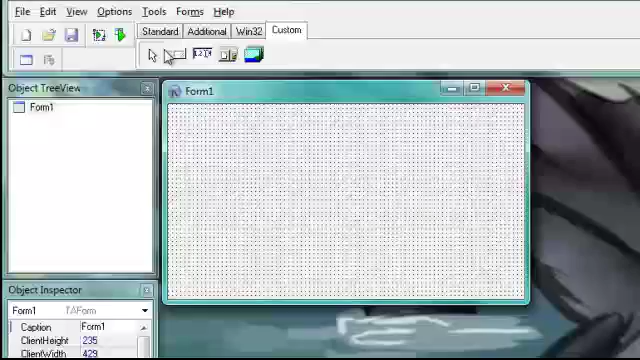 File Edit View Options Tools Forms Help
Standard Additional Win32 Custom
Object TreeView
Form1
Form1
Object Inspector
Form1 TAForm
Caption Form1
ClientHeight 235
ClientWidth 429